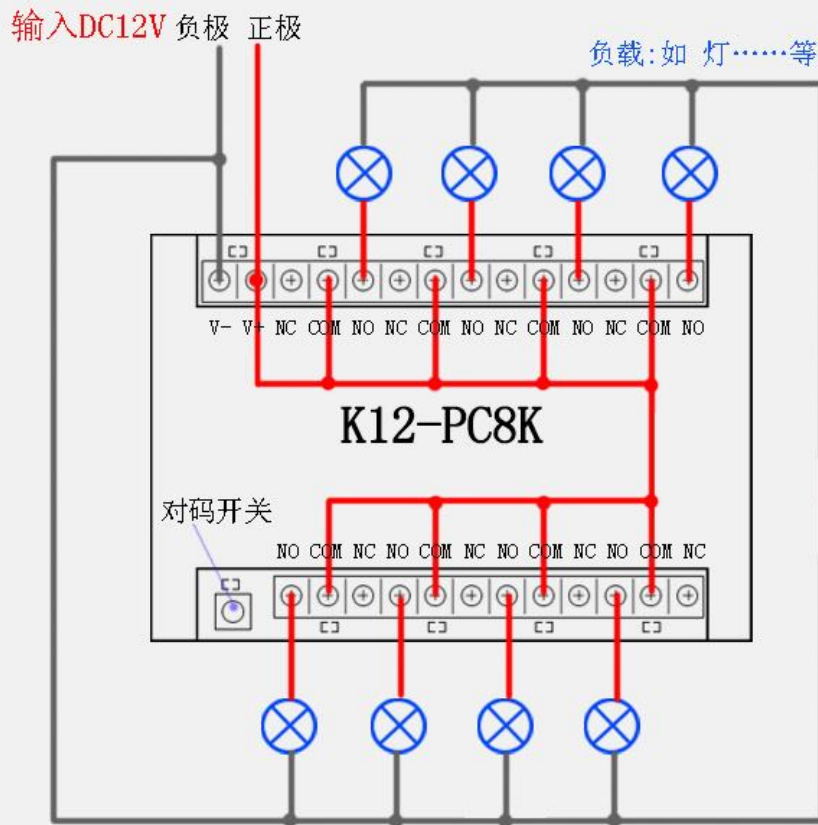 输入DC12V 负极 正极
负载:如 灯……等
V- V+ NC COM NO NC COM NO NC COM NO NC COM NO
K12-PC8K
对码开关
NO COM NC NO COM NC NO COM NC NO COM NC